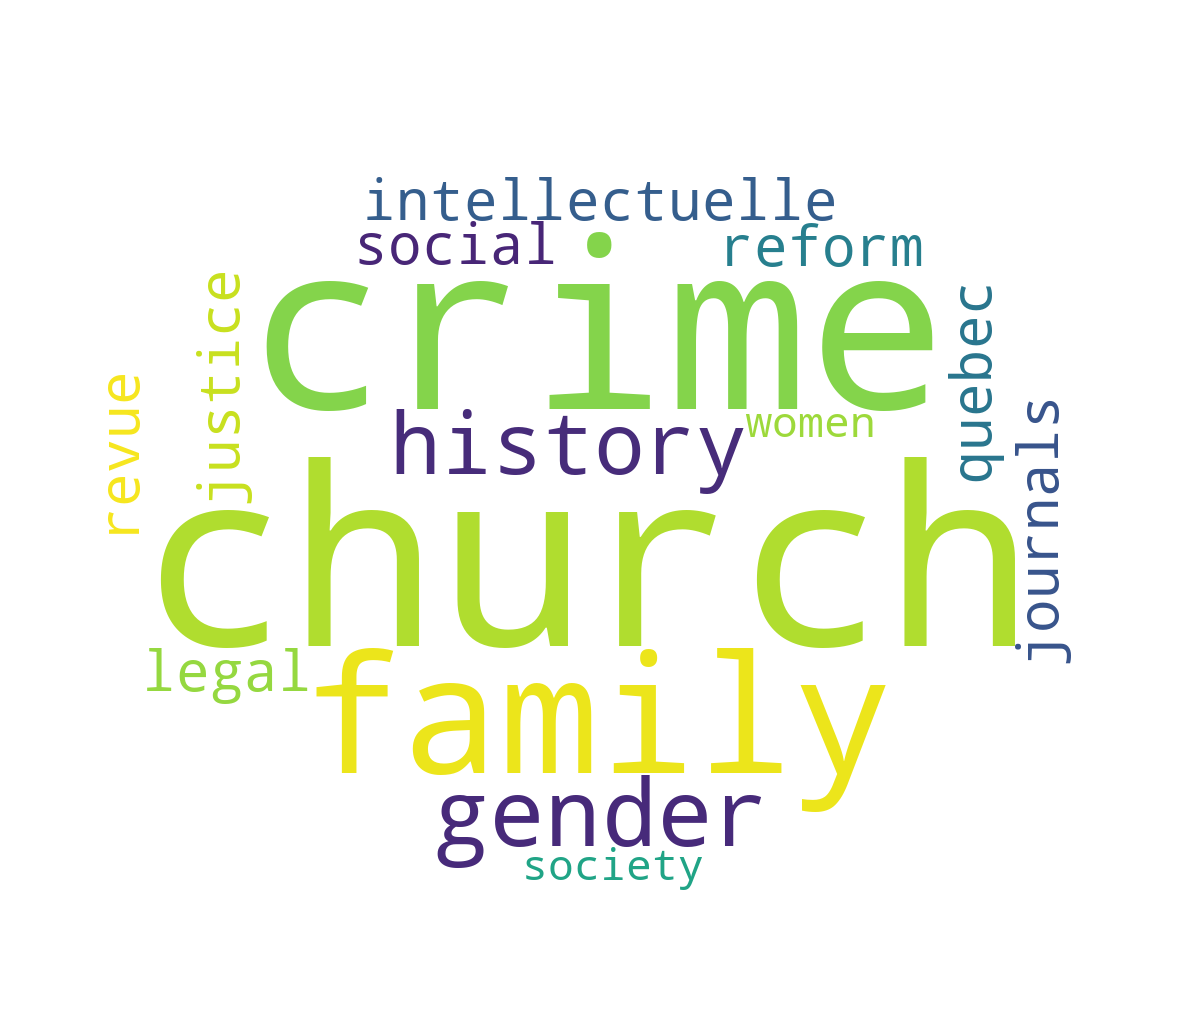 intellectuelle
social
reform
crime
justice
quebec
revue
journals
history
women
church
legal
family
gender
society